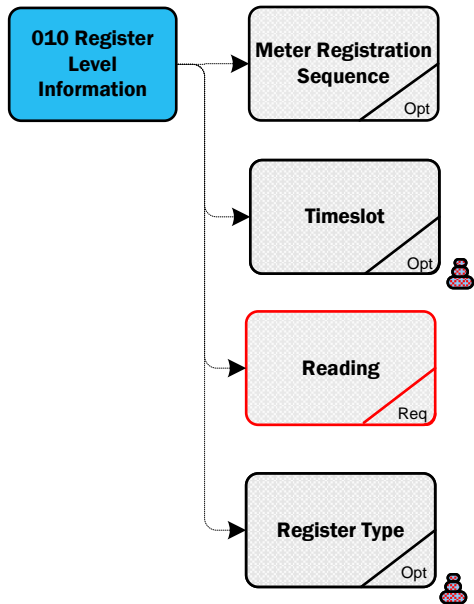 010 Register
Level
Information
Meter Registration
Sequence
Opt
Timeslot
Opt
Reading
Req
Register Type
Opt